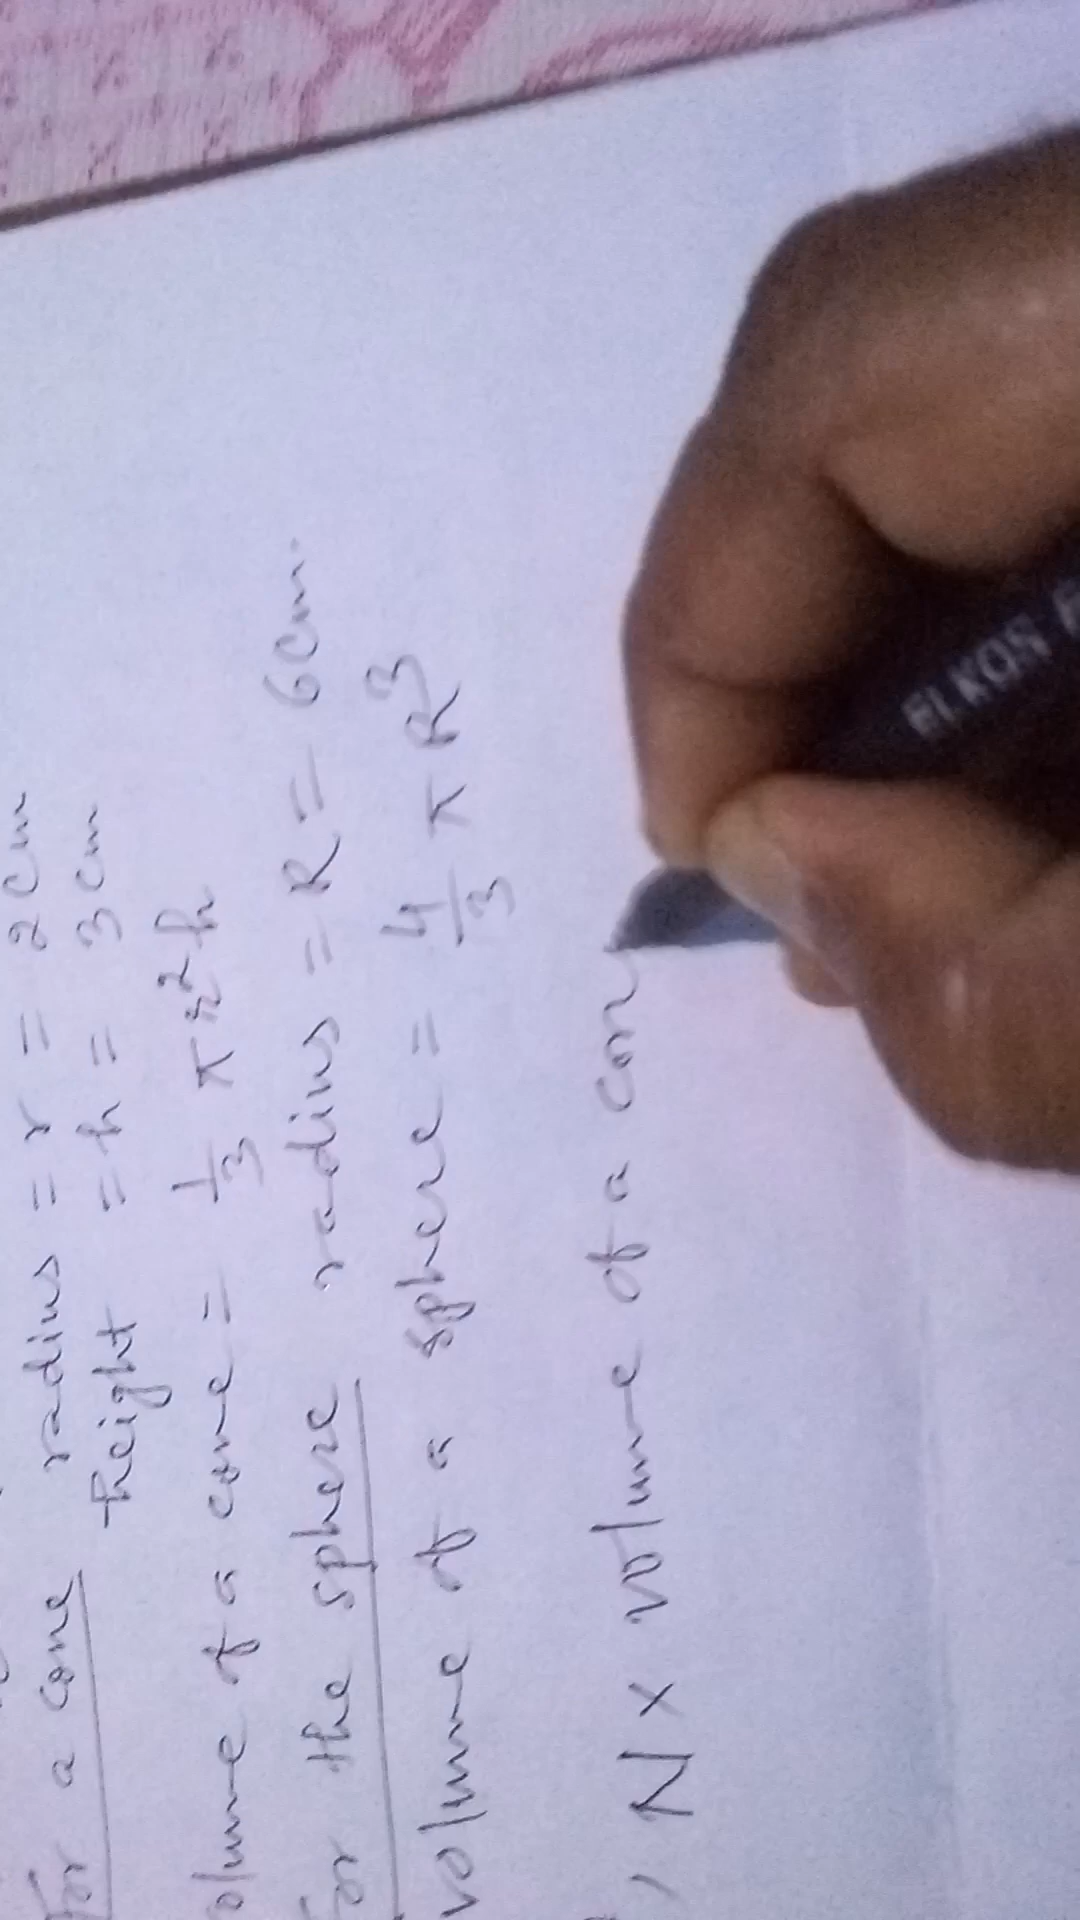 For a cone radius = r = 2cm
height = h = 3cm
olume of a cone = 1/3 πr²h
For the sphere radius = R = 6cm.
volume of a sphere = 4/3 πR³
, N x volume of a con
ELKOS